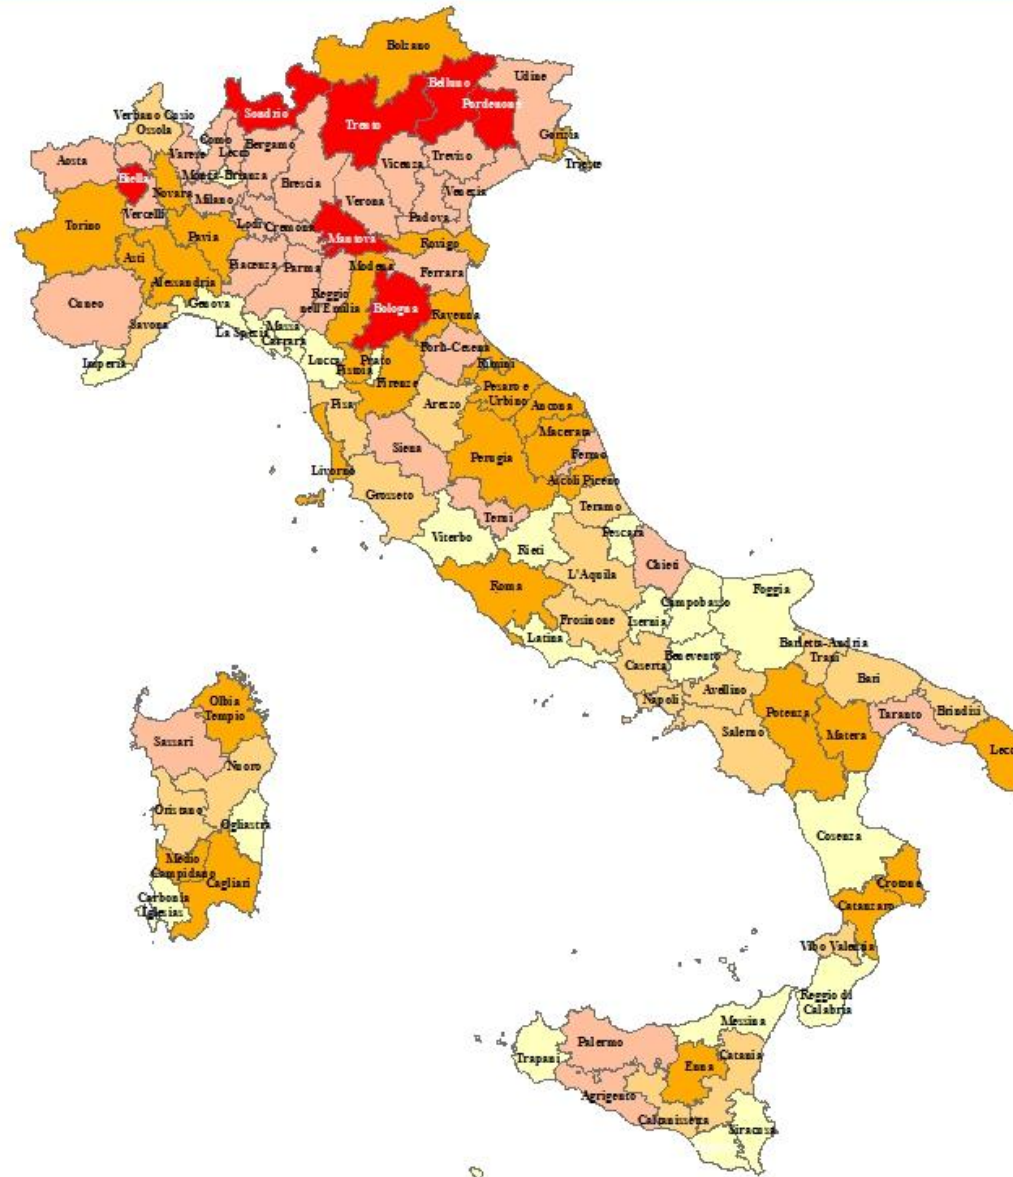 Bolzano
Belluno
Udine
Sondrio
Pordenone
Trento
Verbano Cusio
Ossola
Gorizia
Trieste
Como
Lecco
Bergamo
Aosta
Varese
Vicenza
Treviso
Biella
Monza-Brianza
Brescia
Novara
Milano
Verona
Venezia
Vercelli
Padova
Torino
Pavia
Lodi
Cremona
Mantova
Rovigo
Asti
Piacenza
Parma
Modena
Ferrara
Alessandria
Cuneo
Genova
Reggio
nell'Emilia
Bologna
Ravenna
Savona
La Spezia
Massa
Carrara
Forlì-Cesena
Imperia
Lucca
Prato
Pistoia
Rimini
Firenze
Pesaro e
Urbino
Pisa
Arezzo
Ancona
Siena
Macerata
Perugia
Fermo
Livorno
Ascoli Piceno
Grosseto
Teramo
Terni
Viterbo
Rieti
Pescara
Chieti
L'Aquila
Roma
Foggia
Campobasso
Frosinone
Isernia
Latina
Barletta-Andria
Trani
Benevento
Caserta
Bari
Avellino
Napoli
Olbia
Tempio
Potenza
Taranto
Brindisi
Salerno
Matera
Sassari
Lecc
Nuoro
Oristano
Ogliastra
Cosenza
Medio
Campidano
Cagliari
Crotone
Carbonia
Iglesias
Catanzaro
Vibo Valentia
Reggio di
Calabria
Messina
Palermo
Trapani
Catania
Enna
Agrigento
Caltanissetta
Siracusa